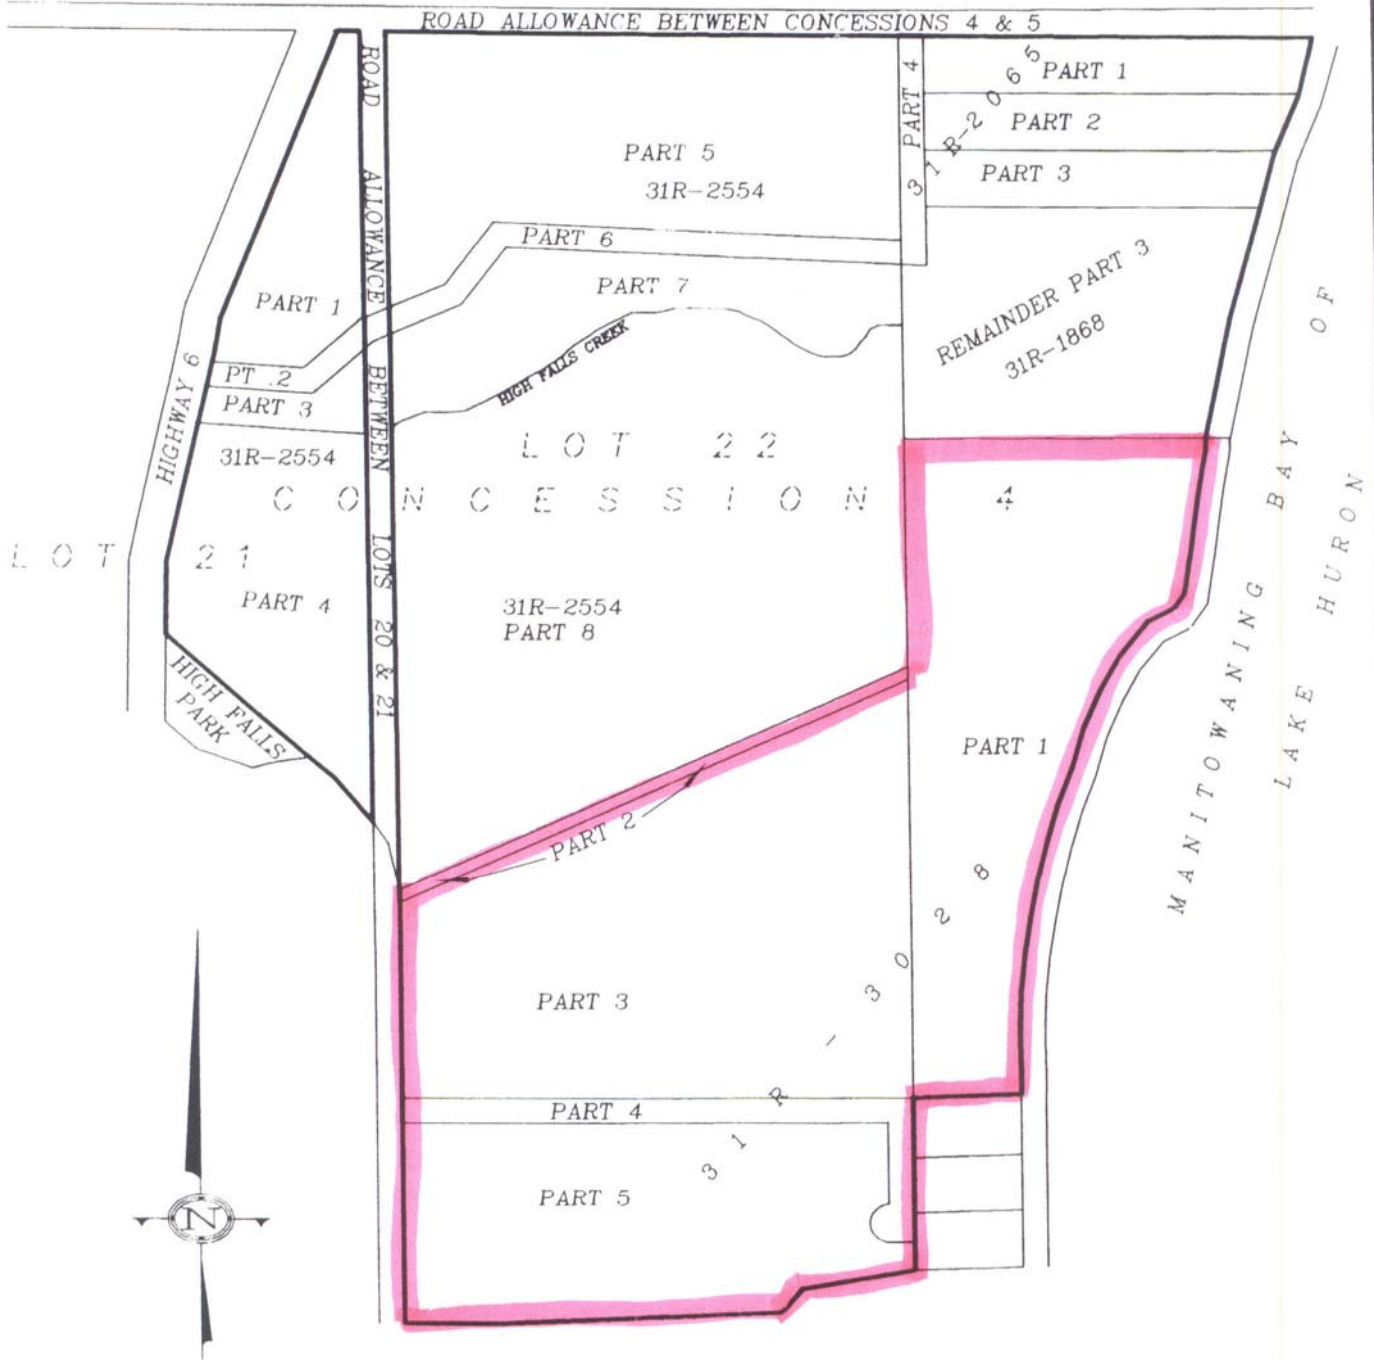 ROAD ALLOWANCE BETWEEN CONCESSIONS 4 & 5
ROAD ALLOWANCE BETWEEN LOTS 20 & 21
PART 4
31R-2065
PART 1
PART 2
PART 3
PART 5
31R-2554
PART 6
PART 7
PART 1
HIGH FALLS CREEK
REMAINDER PART 3
31R-1868
HIGHWAY 6
PT 2
PART 3
31R-2554
LOT 22
CONCESSION 4
LOT 21
PART 4
31R-2554
PART 8
HIGH FALLS
PARK
MANITOWANING BAY OF
LAKE HURON
PART 1
PART 2
31R-3028
PART 3
PART 4
PART 5
N